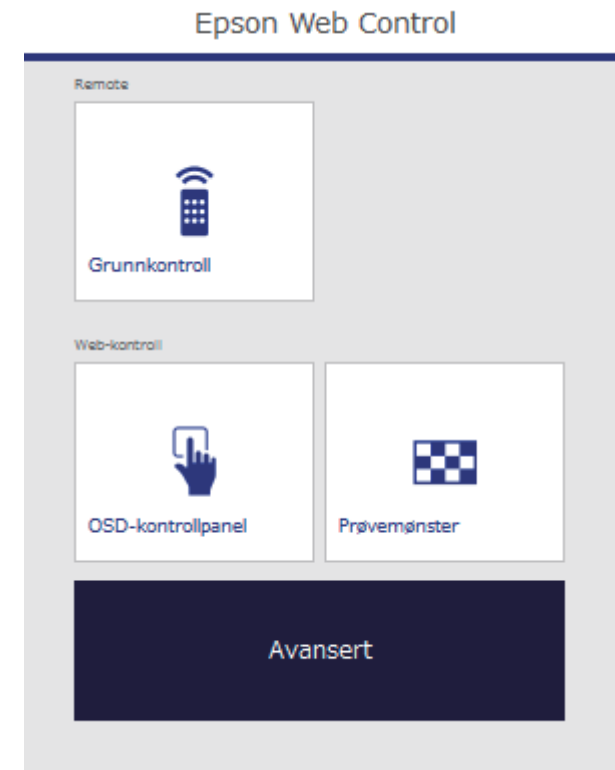 Epson Web Control
Remote
Grunnkontroll
Web-kontroll
OSD-kontrollpanel
Prøvemønster
Avansert